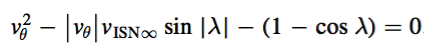 v_θ^2 − |v_θ| v_ISN∞ sin |λ| − (1 − cos λ) = 0